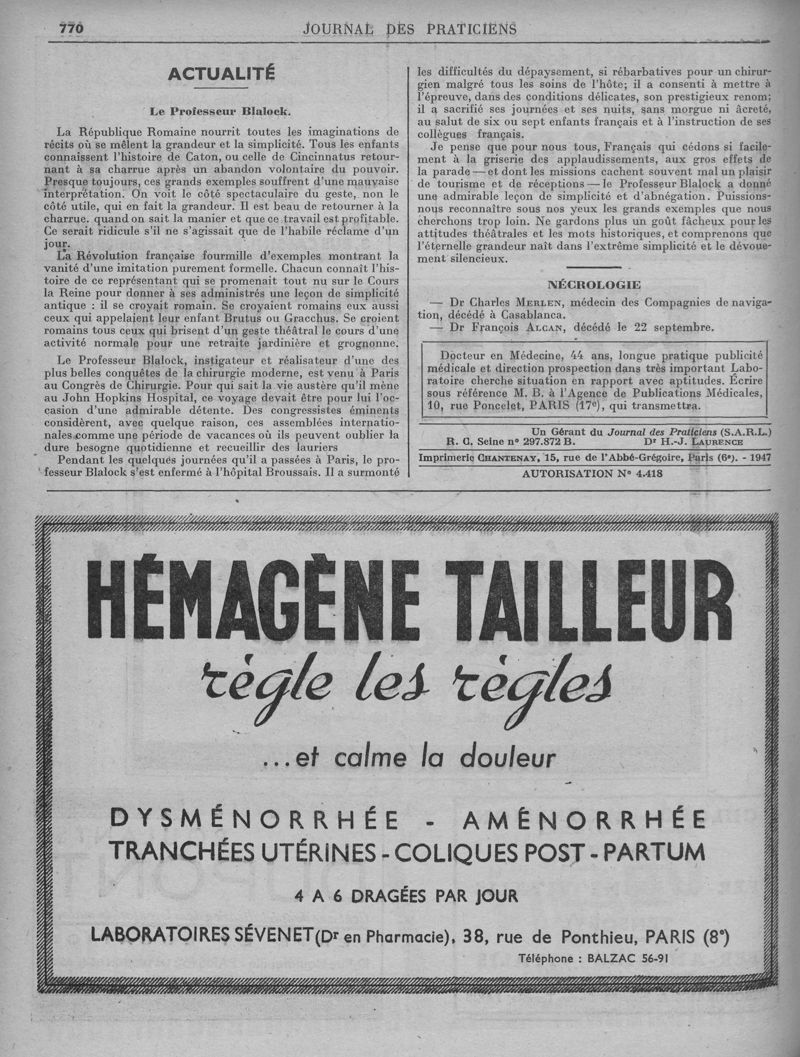 770
JOURNAL DES PRATICIENS
ACTUALITÉ
Le Professeur Blalock.
La République Romaine nourrit toutes les imaginations de
récits où se mêlent la grandeur et la simplicité. Tous les enfants
connaissent l'histoire de Caton, ou celle de Cincinnatus retour-
nant à sa charrue après un abandon volontaire du pouvoir.
Presque toujours, ces grands exemples souffrent d'une mauvaise
interprétation. On voit le côté spectaculaire du geste, non le
côté utile, qui en fait la grandeur. Il est beau de retourner à la
charrue. quand on sait la manier et que ce travail est profitable.
Ce serait ridicule s'il ne s'agissait que de l'habile réclame d'un
jour.
La Révolution française fourmille d'exemples montrant la
vanité d'une imitation purement formelle. Chacun connaît l'his-
toire de ce représentant qui se promenait tout nu sur le Cours
la Reine pour donner à ses administrés une leçon de simplicité
antique : il se croyait romain. Se croyaient romains eux aussi
ceux qui appelaient leur enfant Brutus ou Gracchus. Se croient
romains tous ceux qui brisent d'un geste théâtral le cours d'une
activité normale pour une retraite jardinière et grognonne.
Le Professeur Blalock, instigateur et réalisateur d'une des
plus belles conquêtes de la chirurgie moderne, est venu à Paris
au Congrès de Chirurgie. Pour qui sait la vie austère qu'il mène
au John Hopkins Hospital, ce voyage devait être pour lui l'oc-
casion d'une admirable détente. Des congressistes éminents
considèrent, avec quelque raison, ces assemblées internatio-
nales comme une période de vacances où ils peuvent oublier la
dure besogne quotidienne et recueillir des lauriers
Pendant les quelqués journées qu'il a passées à Paris, le pro-
fesseur Blalock s'est enfermé à l'hôpital Broussais. Il a surmonté
les difficultés du dépaysement, si rébarbatives pour un chirur-
gien malgré tous les soins de l'hôte; il a consenti à mettre à
l'épreuve, dans des conditions délicates, son prestigieux renom;
il a sacrifié ses journées et ses nuits, sans morgue ni âcreté,
au salut de six ou sept enfants français et à l'instruction de ses
collègues français.
Je pense que pour nous tous, Français qui cédons si facile-
ment à la griserie des applaudissements, aux gros effets de
la parade — et dont les missions cachent souvent mal un plaisir
de tourisme et de réceptions — le Professeur Blalock a donné
une admirable leçon de simplicité et d'abnégation. Puissions-
nous reconnaître sous nos yeux les grands exemples que nous
cherchons trop loin. Ne gardons plus un goût fâcheux pour les
attitudes théâtrales et les mots historiques, et comprenons que
l'éternelle grandeur naît dans l'extrême simplicité et le dévoue-
ment silencieux.
NÉCROLOGIE
— Dr Charles MERLEN, médecin des Compagnies de naviga-
tion, décédé à Casablanca.
— Dr François ALCAN, décédé le 22 septembre.
Docteur en Médecine, 44 ans, longue pratique publicité
médicale et direction prospection dans très important Labo-
ratoire cherche situation en rapport avec aptitudes. Écrire
sous référence M. B. à l'Agence de Publications Médicales,
10, rue Poncelet, PARIS (17e), qui transmettra.
Un Gérant du Journal des Praticiens (S.A.R.L.)
R. C. Seine n° 297.872 B. Dr H.-J. LAURENCE
Imprimerie CHANTENAY, 15, rue de l'Abbé-Grégoire, Paris (6e). - 1947
AUTORISATION N° 4.418
HÉMAGÈNE TAILLEUR
règle les règles
...et calme la douleur
DYSMÉNORRHÉE - AMÉNORRHÉE
TRANCHÉES UTÉRINES - COLIQUES POST - PARTUM
4 A 6 DRAGÉES PAR JOUR
LABORATOIRES SÉVENET (Dr en Pharmacie), 38, rue de Ponthieu, PARIS (8e)
Téléphone : BALZAC 56-91